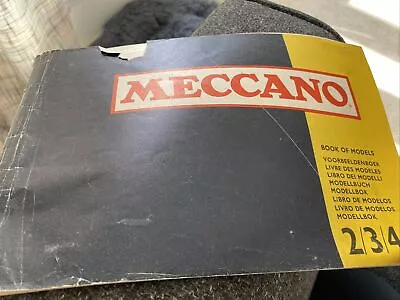 MECCANO
BOOK OF MODELS
VOORBEELDENBOEK
LIVRE DES MODELES
LIBRO DEI MODELLI
MODELLBUCH
MODELLBOK
LIBRO DE MODELOS
LIVRO DE MODELOS
MODELLBOK
2/3/4